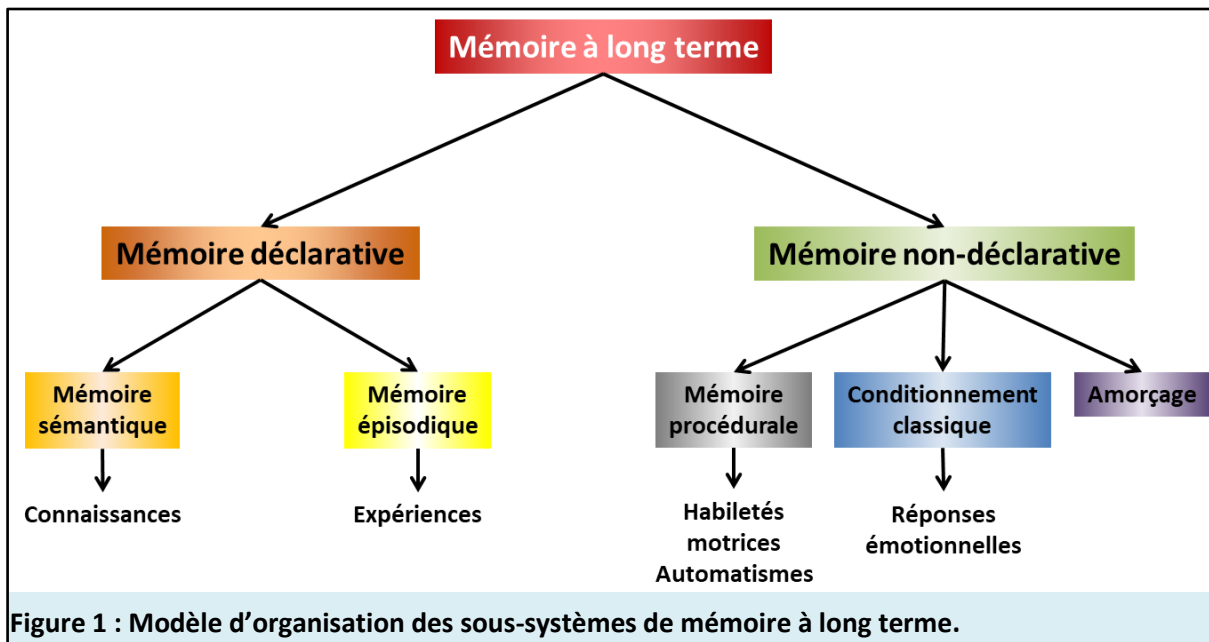 Mémoire à long terme
Mémoire déclarative
Mémoire non-déclarative
Mémoire
sémantique
Mémoire
épisodique
Mémoire
procédurale
Conditionnement
classique
Amorçage
Connaissances
Expériences
Habiletés
motrices
Automatismes
Réponses
émotionnelles
Figure 1 : Modèle d’organisation des sous-systèmes de mémoire à long terme.